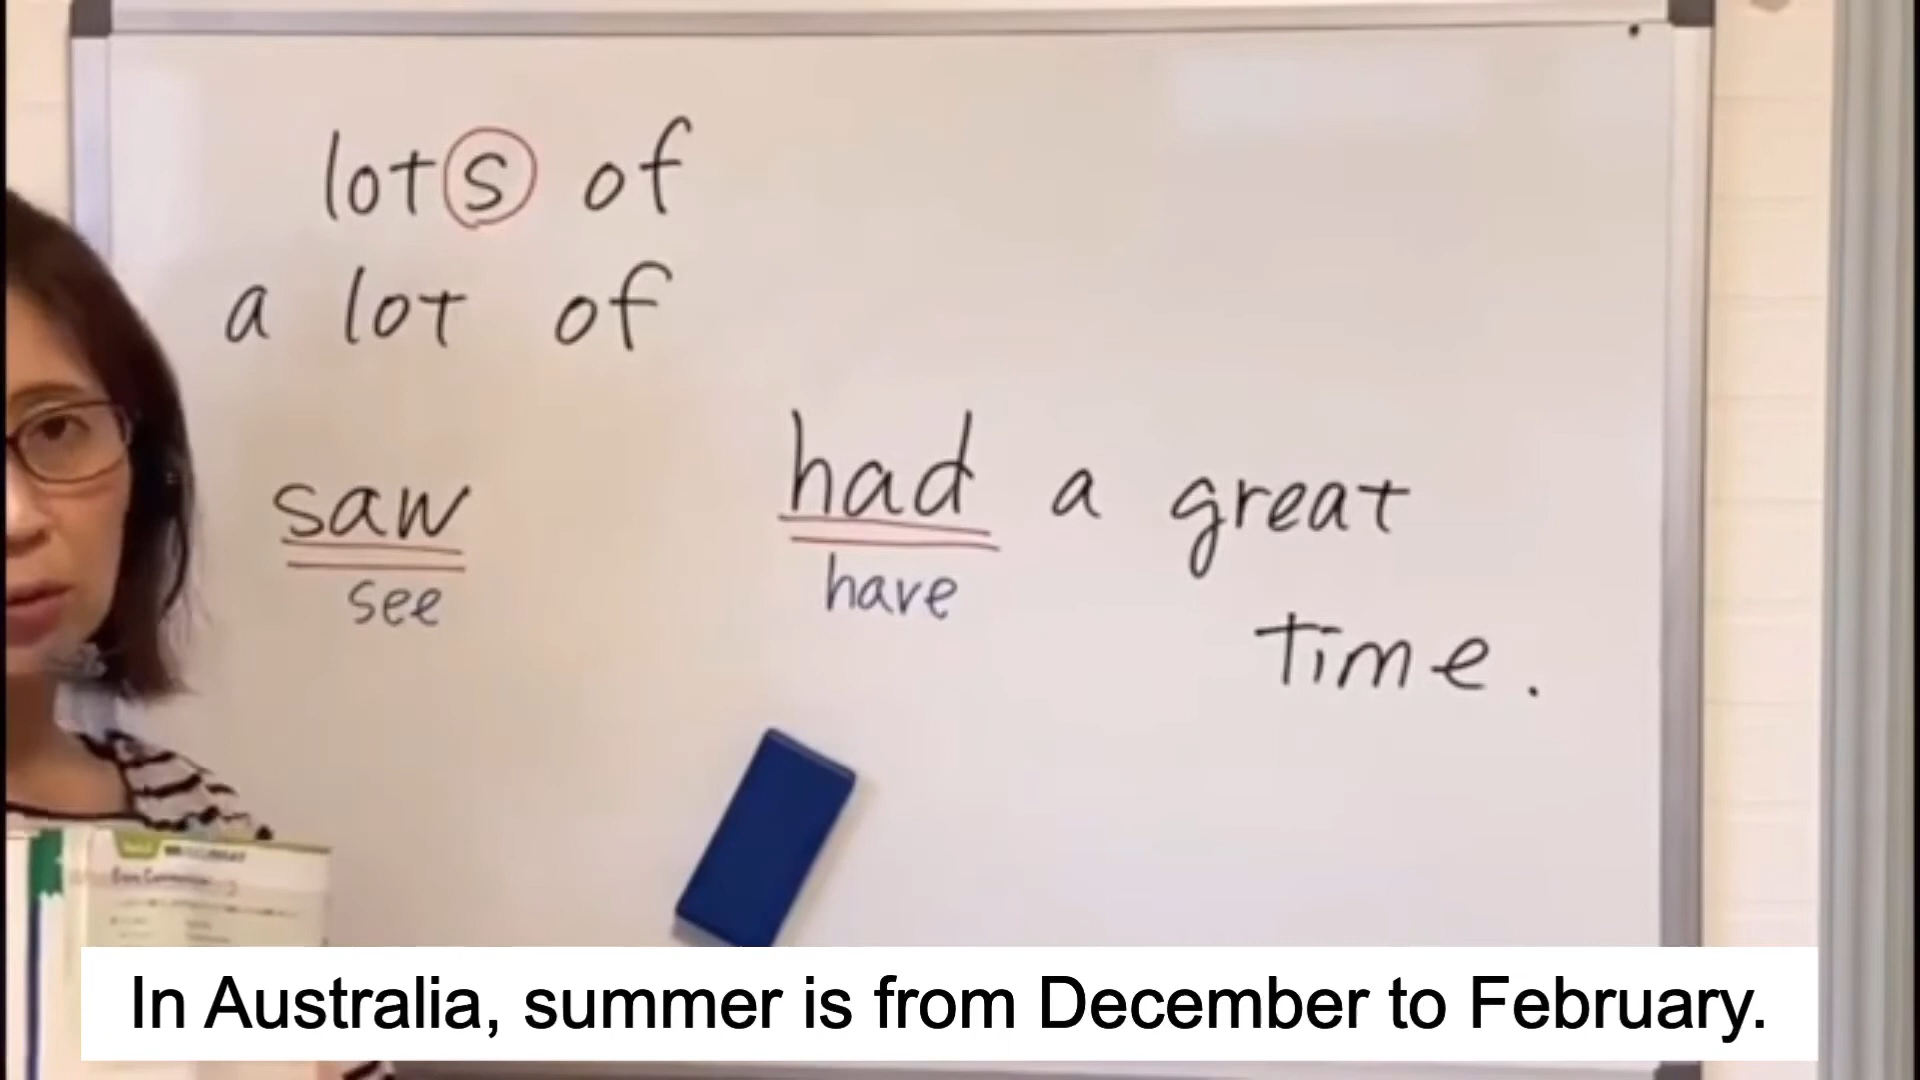 lots of
a lot of
saw
see
had a great
have
time.
In Australia, summer is from December to February.